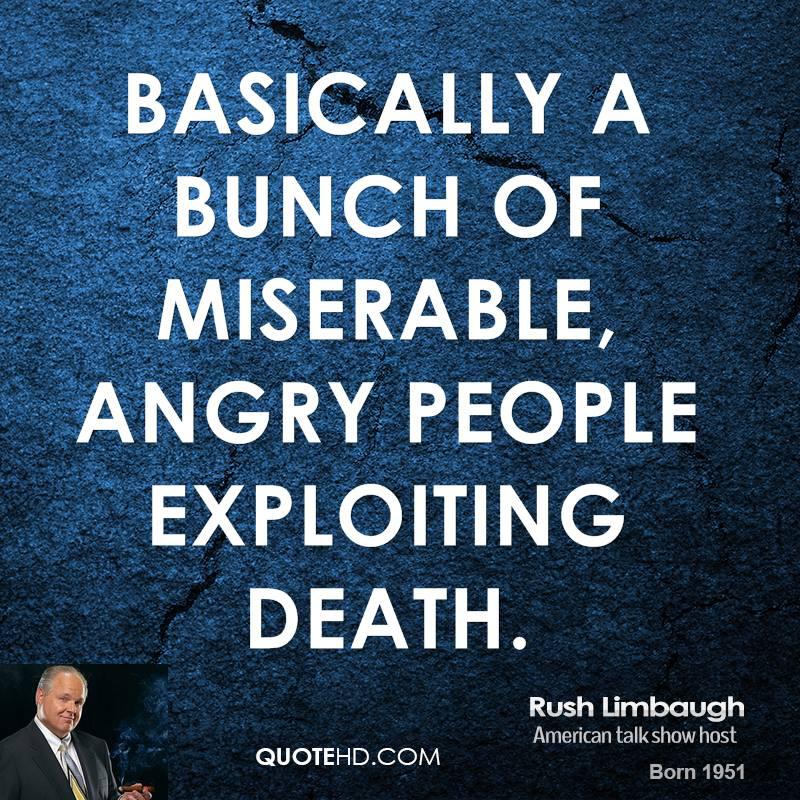 BASICALLY A
BUNCH OF
MISERABLE,
ANGRY PEOPLE
EXPLOITING
DEATH.
Rush Limbaugh
American talk show host
QUOTEHD.COM
Born 1951